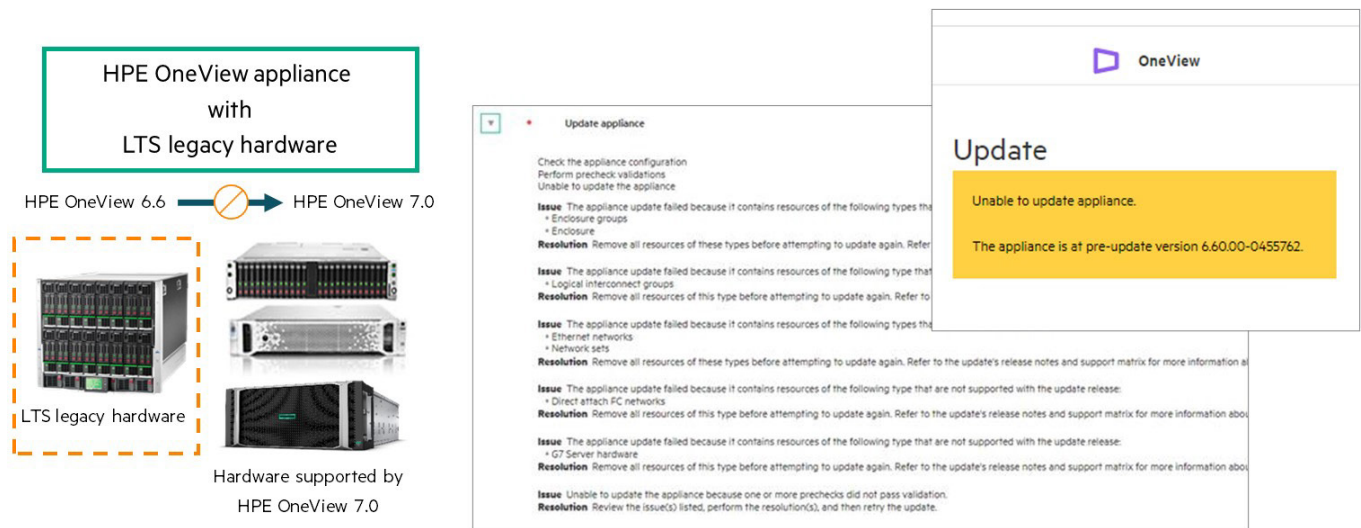 HPE OneView appliance
with
LTS legacy hardware
HPE OneView 6.6
HPE OneView 7.0
LTS legacy hardware
Hardware supported by
HPE OneView 7.0
Update appliance
Check the appliance configuration
Perform precheck validations
Unable to update the appliance
Issue The appliance update failed because it contains resources of the following types tha
• Enclosure groups
• Enclosure
Resolution Remove all resources of these types before attempting to update again. Refer
Issue The appliance update failed because it contains resources of the following type that
• Logical interconnect groups
Resolution Remove all resources of this type before attempting to update again. Refer to
Issue The appliance update failed because it contains resources of the following types tha
• Ethernet networks
• Network sets
Resolution Remove all resources of these types before attempting to update again. Refer to the update's release notes and support matrix for more information al
Issue The appliance update failed because it contains resources of the following type that are not supported with the update release:
• Direct attach FC networks
Resolution Remove all resources of this type before attempting to update again. Refer to the update's release notes and support matrix for more information abou
Issue The appliance update failed because it contains resources of the following type that are not supported with the update release:
• G7 Server hardware
Resolution Remove all resources of this type before attempting to update again. Refer to the update's release notes and support matrix for more information abou
Issue Unable to update the appliance because one or more prechecks did not pass validation.
Resolution Review the issue(s) listed, perform the resolution(s), and then retry the update.
OneView
Update
Unable to update appliance.
The appliance is at pre-update version 6.60.00-0455762.